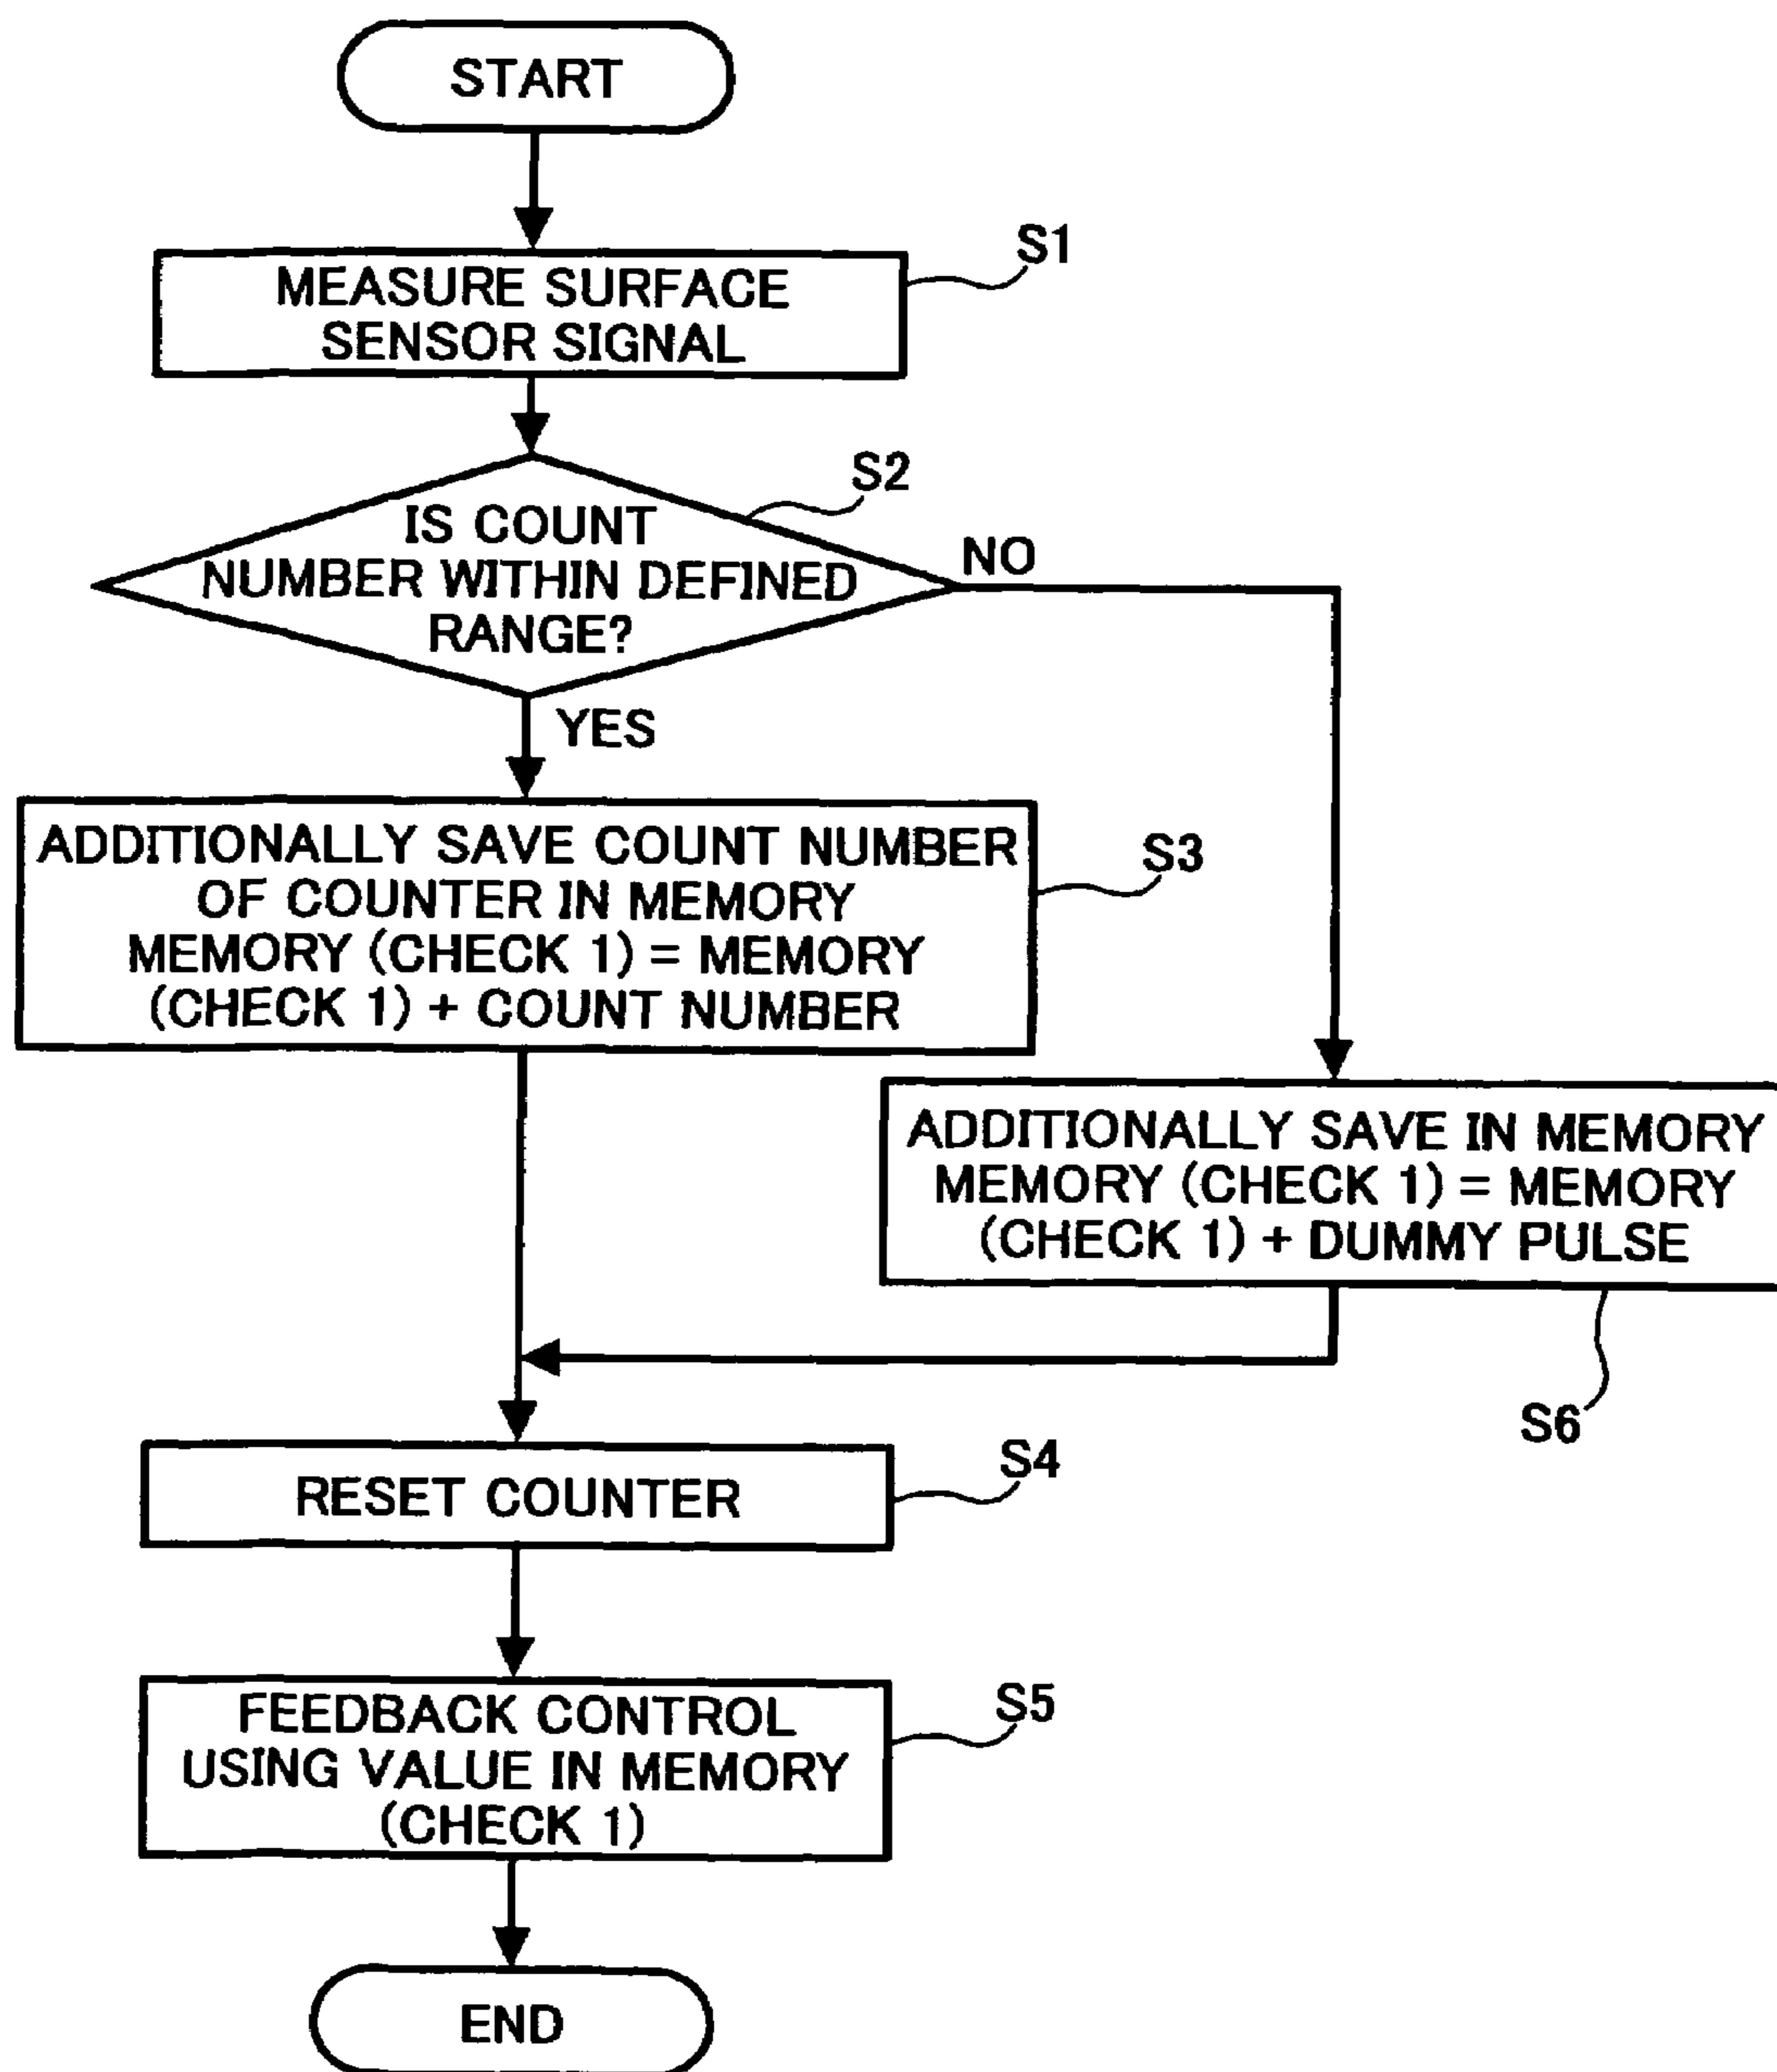 START
S1
MEASURE SURFACE
SENSOR SIGNAL
S2
IS COUNT
NUMBER WITHIN DEFINED
RANGE?
NO
YES
S3
ADDITIONALLY SAVE COUNT NUMBER
OF COUNTER IN MEMORY
MEMORY (CHECK 1) = MEMORY
(CHECK 1) + COUNT NUMBER
ADDITIONALLY SAVE IN MEMORY
MEMORY (CHECK 1) = MEMORY
(CHECK 1) + DUMMY PULSE
S6
S4
RESET COUNTER
S5
FEEDBACK CONTROL
USING VALUE IN MEMORY
(CHECK 1)
END